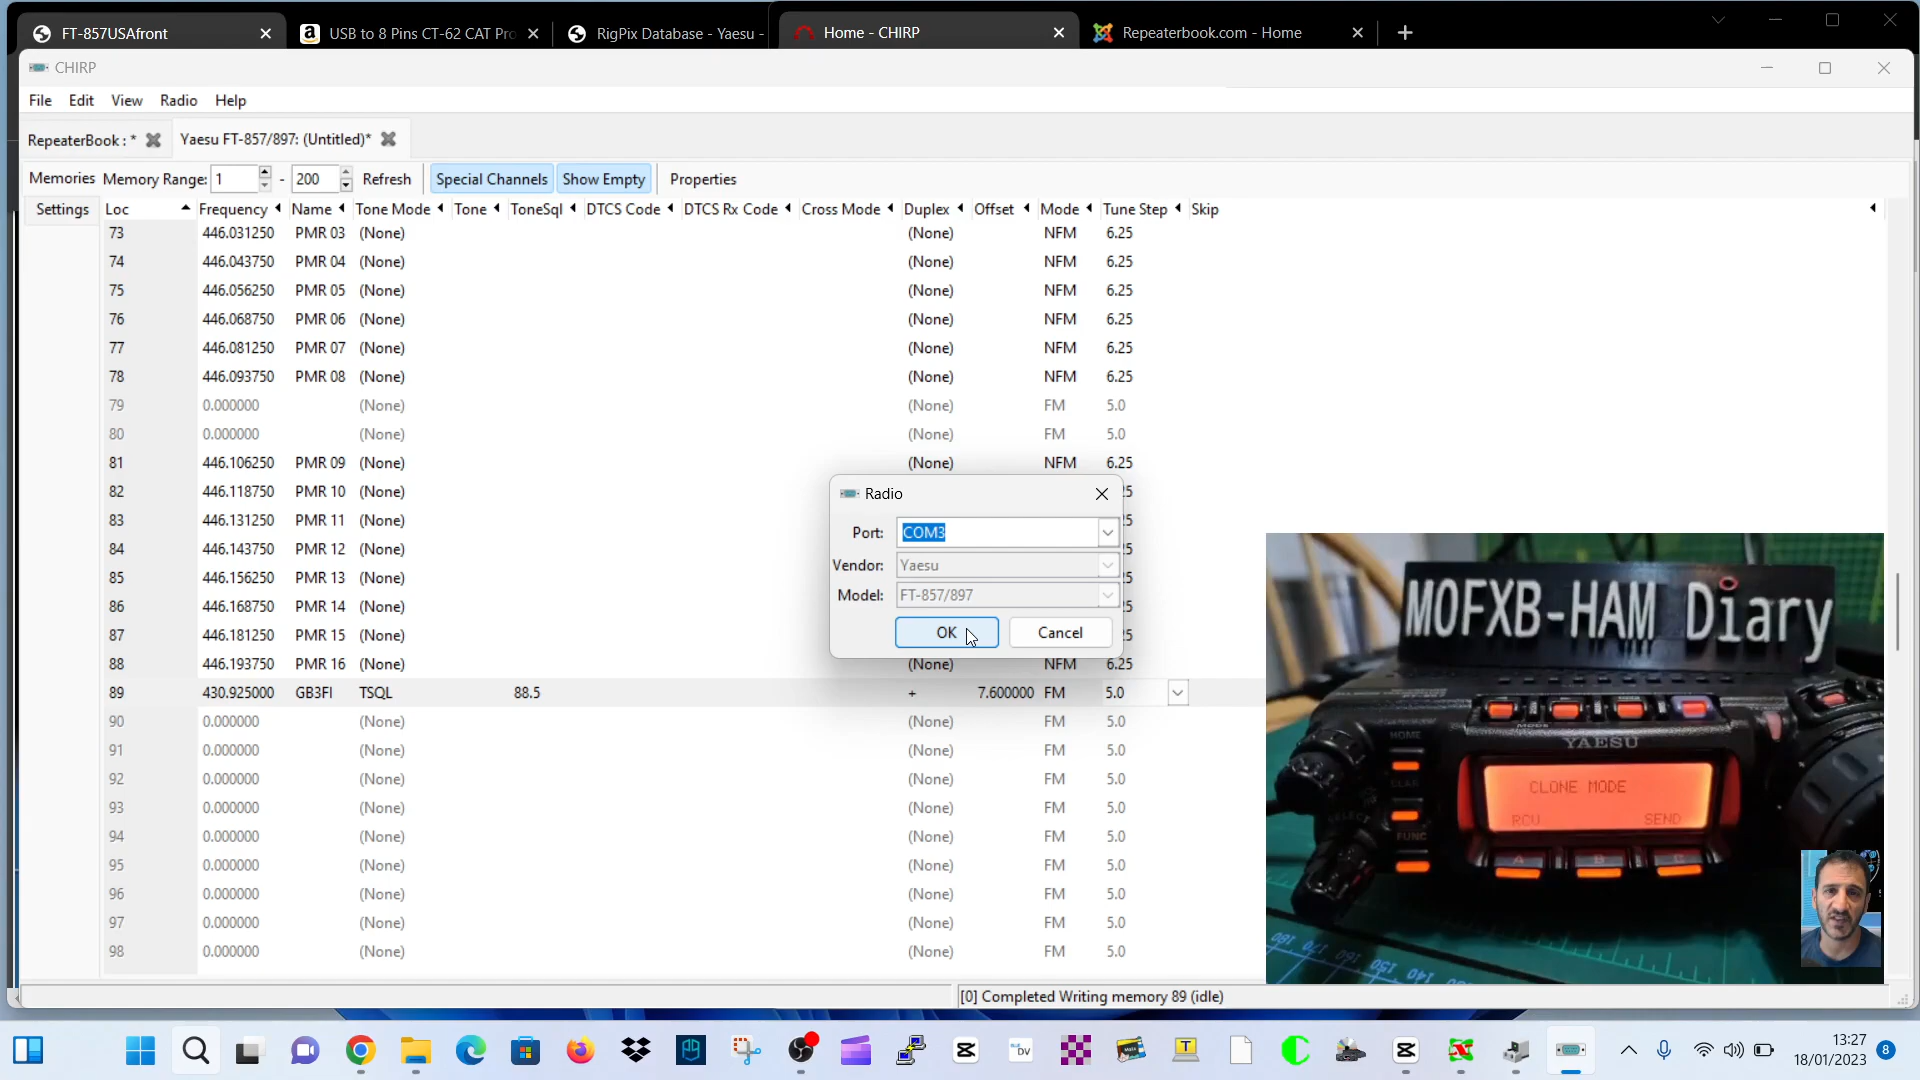 FT-857USAfront
USB to 8 Pins CT-62 CAT Pro
RigPix Database - Yaesu -
Home - CHIRP
Repeaterbook.com - Home
CHIRP
File Edit View Radio Help
RepeaterBook : *
Yaesu FT-857/897: (Untitled)*
Memories Memory Range: 1 - 200 Refresh Special Channels Show Empty Properties
Settings Loc Frequency Name Tone Mode Tone ToneSql DTCS Code DTCS Rx Code Cross Mode Duplex Offset Mode Tune Step Skip
73 446.031250 PMR 03 (None) (None) NFM 6.25
74 446.043750 PMR 04 (None) (None) NFM 6.25
75 446.056250 PMR 05 (None) (None) NFM 6.25
76 446.068750 PMR 06 (None) (None) NFM 6.25
77 446.081250 PMR 07 (None) (None) NFM 6.25
78 446.093750 PMR 08 (None) (None) NFM 6.25
79 0.000000 (None) (None) FM 5.0
80 0.000000 (None) (None) FM 5.0
81 446.106250 PMR 09 (None) (None) NFM 6.25
82 446.118750 PMR 10 (None) 5
83 446.131250 PMR 11 (None) 5
84 446.143750 PMR 12 (None) 5
85 446.156250 PMR 13 (None) 5
86 446.168750 PMR 14 (None) 5
87 446.181250 PMR 15 (None) 5
88 446.193750 PMR 16 (None) (None) NFM 6.25
89 430.925000 GB3FI TSQL 88.5 + 7.600000 FM 5.0
90 0.000000 (None) (None) FM 5.0
91 0.000000 (None) (None) FM 5.0
92 0.000000 (None) (None) FM 5.0
93 0.000000 (None) (None) FM 5.0
94 0.000000 (None) (None) FM 5.0
95 0.000000 (None) (None) FM 5.0
96 0.000000 (None) (None) FM 5.0
97 0.000000 (None) (None) FM 5.0
98 0.000000 (None) (None) FM 5.0
Radio
Port: COM3
Vendor: Yaesu
Model: FT-857/897
OK Cancel
M0FXB-HAM Diary
HOME
YAESU
CLAR
CLONE MODE
RCV SEND
SELECT
FUNC
A B C
[0] Completed Writing memory 89 (idle)
13:27
18/01/2023
8